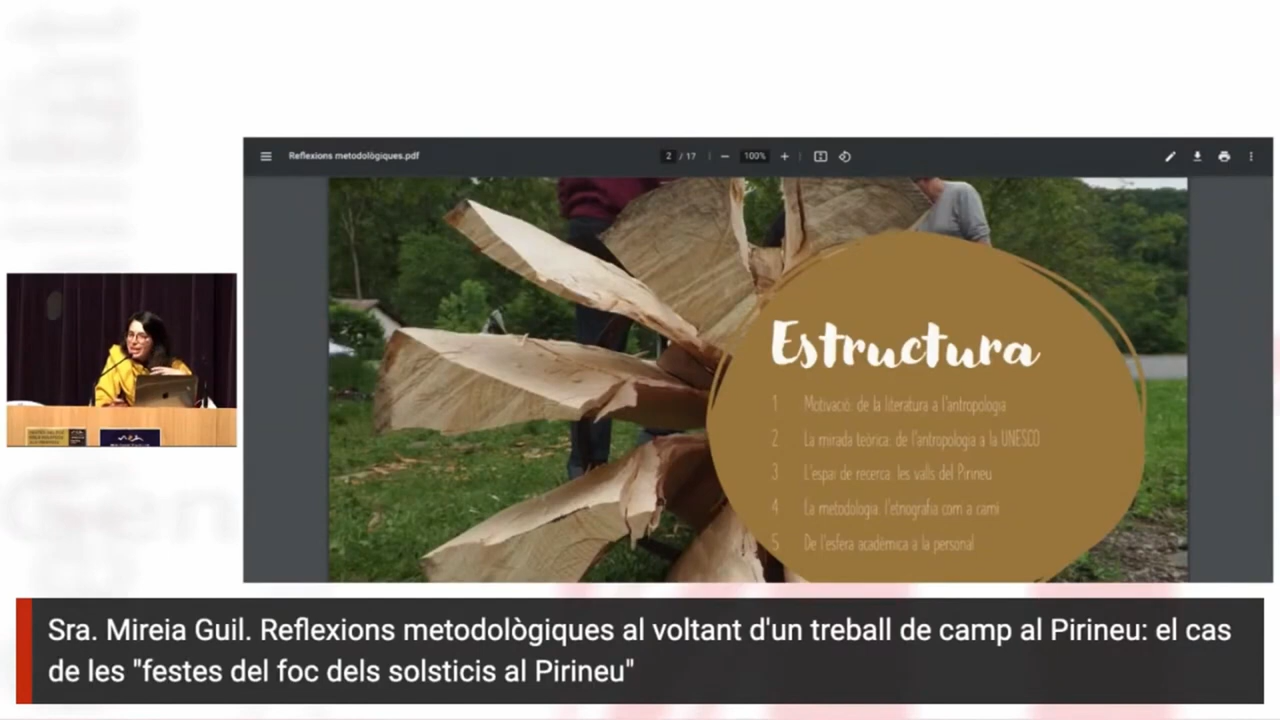 Reflexions metodològiques.pdf
2 / 17
100%
Estructura
1 Motivació: de la literatura a l'antropologia
2 La mirada teòrica: de l'antropologia a la UNESCO
3 L'espai de recerca: les valls del Pirineu
4 La metodologia: l'etnografia com a camí
5 De l'esfera acadèmica a la personal
Sra. Mireia Guil. Reflexions metodològiques al voltant d'un treball de camp al Pirineu: el cas
de les "festes del foc dels solsticis al Pirineu"